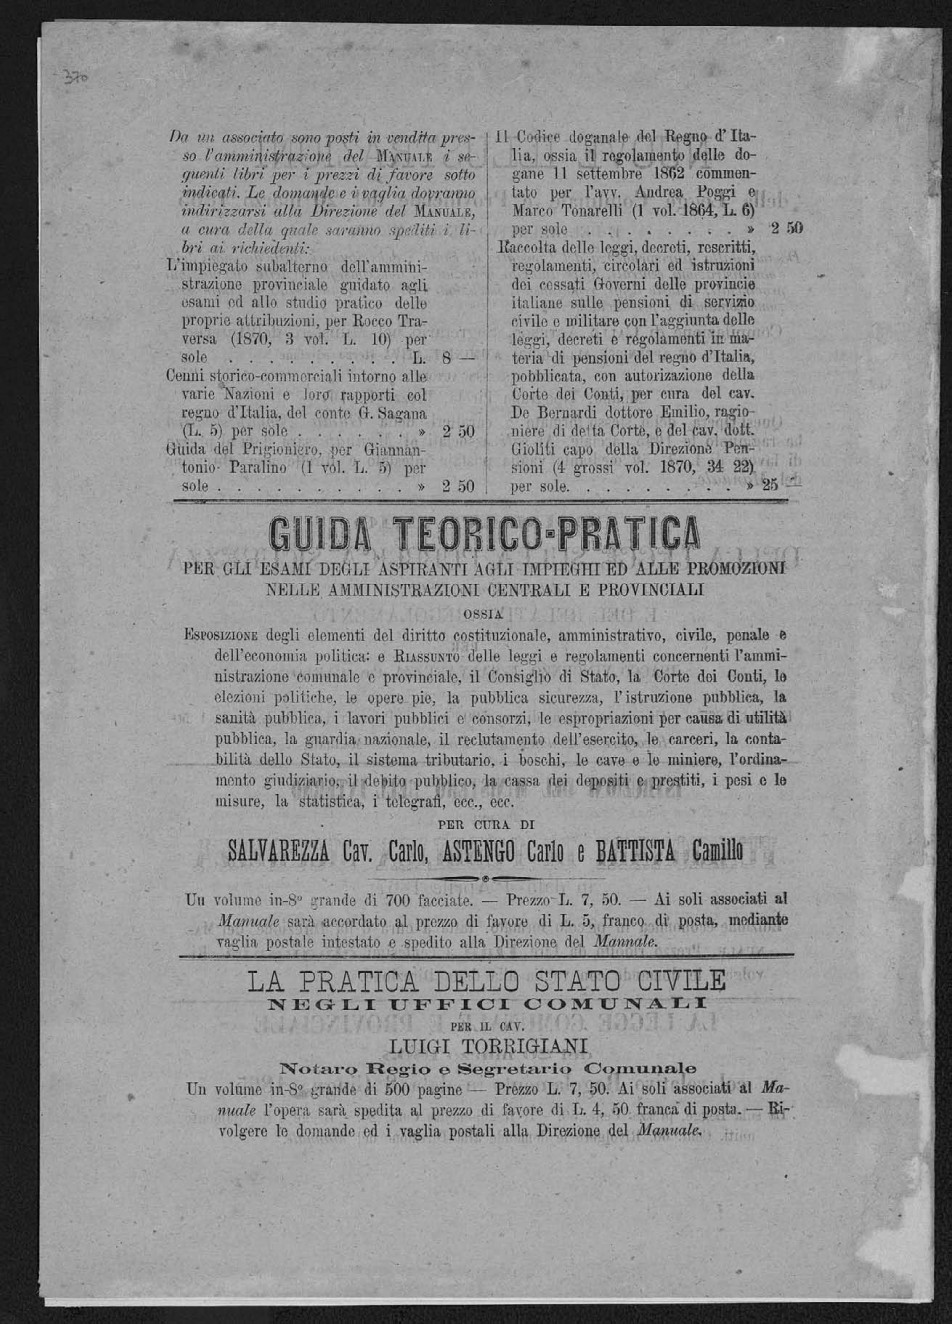 370
Da un associato sono posti in vendita pres-
so l'amministrazione del MANUALE i se-
guenti libri per i prezzi di favore sotto
indicati. Le domande e i vaglia dovranno
indirizzarsi alla Direzione del MANUALE,
a cura della quale saranno spediti i li-
bri ai richiedenti:
L'impiegato subalterno dell'ammini-
strazione provinciale guidato agli
esami ed allo studio pratico delle
proprie attribuzioni, per Rocco Tra-
versa (1870, 3 vol. L. 10) per
sole . . . . . . . . . . L. 8 —
Cenni storico-commerciali intorno alle
varie Nazioni e loro rapporti col
regno d'Italia, del conte G. Sagana
(L. 5) per sole . . . . . . » 2 50
Guida del Prigioniero, per Giannan-
tonio Paralino (1 vol. L. 5) per
sole . . . . . . . . . . » 2 50
Il Codice doganale del Regno d'Ita-
lia, ossia il regolamento delle do-
gane 11 settembre 1862 commen-
tato per l'avv. Andrea Poggi e
Marco Tonarelli (1 vol. 1864, L. 6)
per sole . . . . . . . . » 2 50
Raccolta delle leggi, decreti, rescritti,
regolamenti, circolari ed istruzioni
dei cessati Governi delle provincie
italiane sulle pensioni di servizio
civile e militare con l'aggiunta delle
leggi, decreti e regolamenti in ma-
teria di pensioni del regno d'Italia,
pobblicata, con autorizazione della
Corte dei Conti, per cura del cav.
De Bernardi dottore Emilio, ragio-
niere di detta Corte, e del cav. dott.
Gioliti capo della Direzione Pen-
sioni (4 grossi vol. 1870, 34 22)
per sole. . . . . . . . . » 25 —
GUIDA TEORICO-PRATICA
PER GLI ESAMI DEGLI ASPIRANTI AGLI IMPIEGHI ED ALLE PROMOZIONI
NELLE AMMINISTRAZIONI CENTRALI E PROVINCIALI
OSSIA
ESPOSIZIONE degli elementi del diritto costituzionale, amministrativo, civile, penale e
dell'economia politica: e RIASSUNTO delle leggi e regolamenti concernenti l'ammi-
nistrazione comunale e provinciale, il Consiglio di Stato, la Corte dei Conti, le
elezioni politiche, le opere pie, la pubblica sicurezza, l'istruzione pubblica, la
sanità pubblica, i lavori pubblici e consorzi, le espropriazioni per causa di utilità
pubblica, la guardia nazionale, il reclutamento dell'esercito, le carceri, la conta-
bilità dello Stato, il sistema tributario, i boschi, le cave e le miniere, l'ordina-
mento giudiziario, il debito pubblico, la cassa dei depositi e prestiti, i pesi e le
misure, la statistica, i telegrafi, ecc., ecc.
PER CURA DI
SALVAREZZA Cav. Carlo, ASTENGO Carlo e BATTISTA Camillo
Un volume in-8° grande di 700 facciate. — Prezzo L. 7, 50. — Ai soli associati al
Manuale sarà accordato al prezzo di favore di L. 5, franco di posta, mediante
vaglia postale intestato e spedito alla Direzione del Mannale.
LA PRATICA DELLO STATO CIVILE
NEGLI UFFICI COMUNALI
PER IL CAV.
LUIGI TORRIGIANI
Notaro Regio e Segretario Comunale
Un volume in-8° grande di 500 pagine — Prezzo L. 7, 50. Ai soli associati al Ma-
nuale l'opera sarà spedita al prezzo di favore di L. 4, 50 franca di posta. — Ri-
volgere le domande ed i vaglia postali alla Direzione del Manuale.